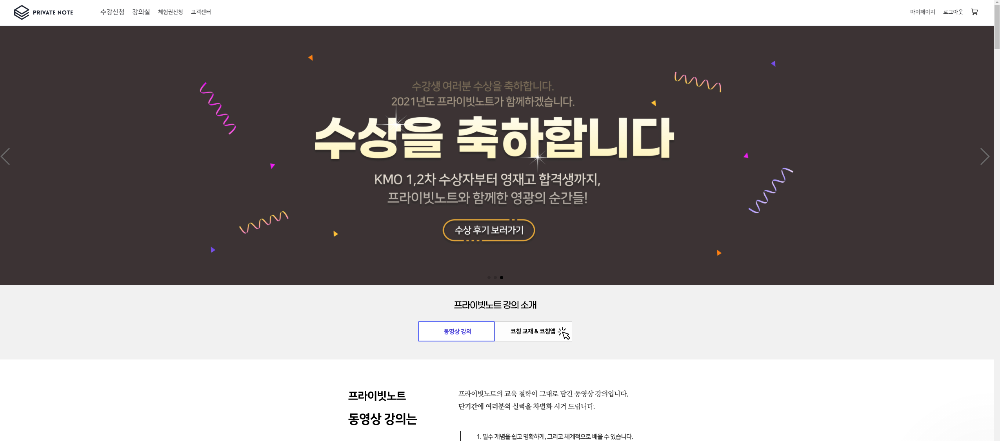 PRIVATE NOTE 수강신청 강의실 체험권신청 고객센터 마이페이지 로그아웃
수강생 여러분 수상을 축하합니다.
2021년도 프라이빗노트가 함께하겠습니다.
수상을 축하합니다
KMO 1,2차 수상자부터 영재고 합격생까지,
프라이빗노트와 함께한 영광의 순간들!
수상 후기 보러가기
프라이빗노트 강의 소개
동영상 강의 코칭 교재 & 코칭앱
프라이빗노트
동영상 강의는
프라이빗노트의 교육 철학이 그대로 담긴 동영상 강의입니다.
단기간에 여러분의 실력을 차별화 시켜 드립니다.
1. 필수 개념을 쉽고 명확하게, 그리고 체계적으로 배울 수 있습니다.